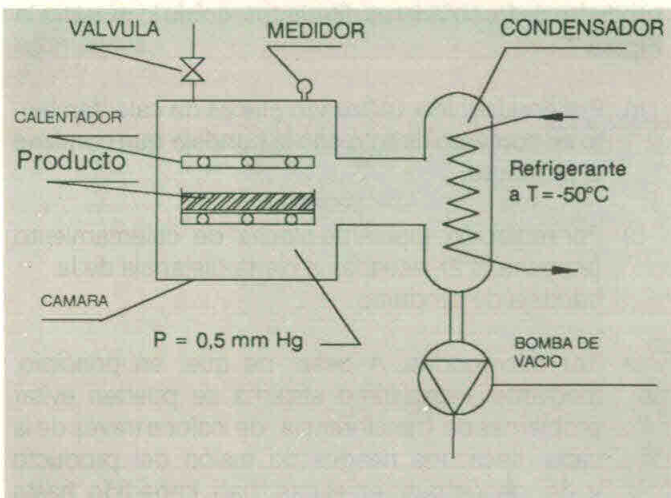 VALVULA
MEDIDOR
CONDENSADOR
CALENTADOR
Producto
Refrigerante
a T = -50°C
CAMARA
P = 0,5 mm Hg
BOMBA DE
VACIO